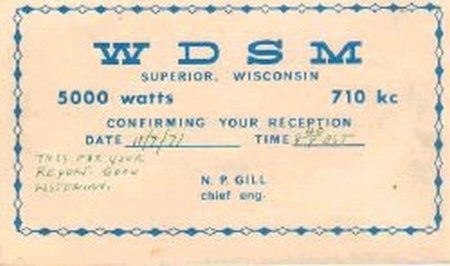 WDSM
SUPERIOR, WISCONSIN
5000 watts 710 kc
CONFIRMING YOUR RECEPTION
DATE 11/7/71 TIME EST
THIS FOR YOUR
REPORT. GOOD
LISTENING.
N. P. GILL
chief eng.